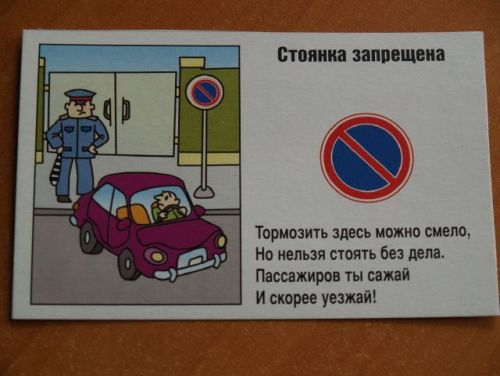 Стоянка запрещена
Тормозить здесь можно смело,
Но нельзя стоять без дела.
Пассажиров ты сажай
И скорее уезжай!